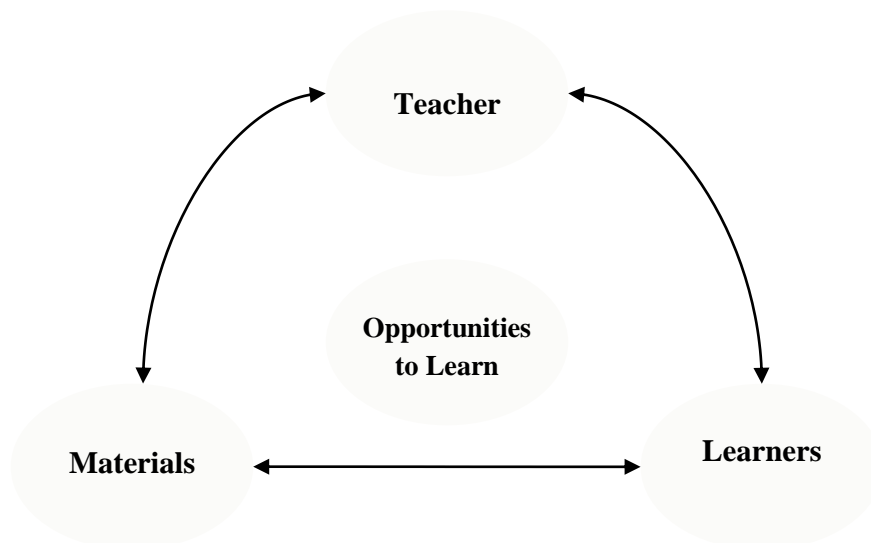 Teacher
Opportunities
to Learn
Materials
Learners